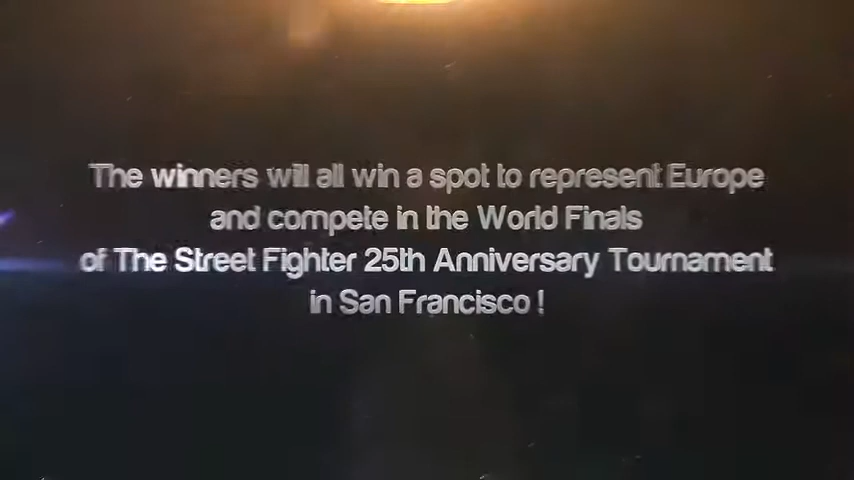 The winners will all win a spot to represent Europe
and compete in the World Finals
of The Street Fighter 25th Anniversary Tournament
in San Francisco !